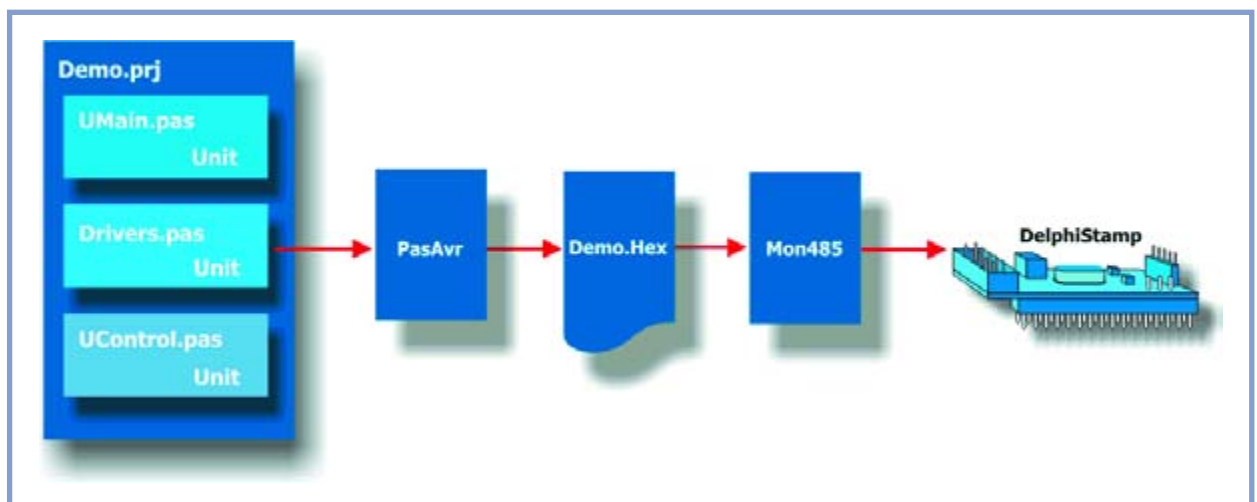 Demo.prj
UMain.pas
Unit
Drivers.pas
Unit
UControl.pas
Unit
PasAvr
Demo.Hex
Mon485
DelphiStamp